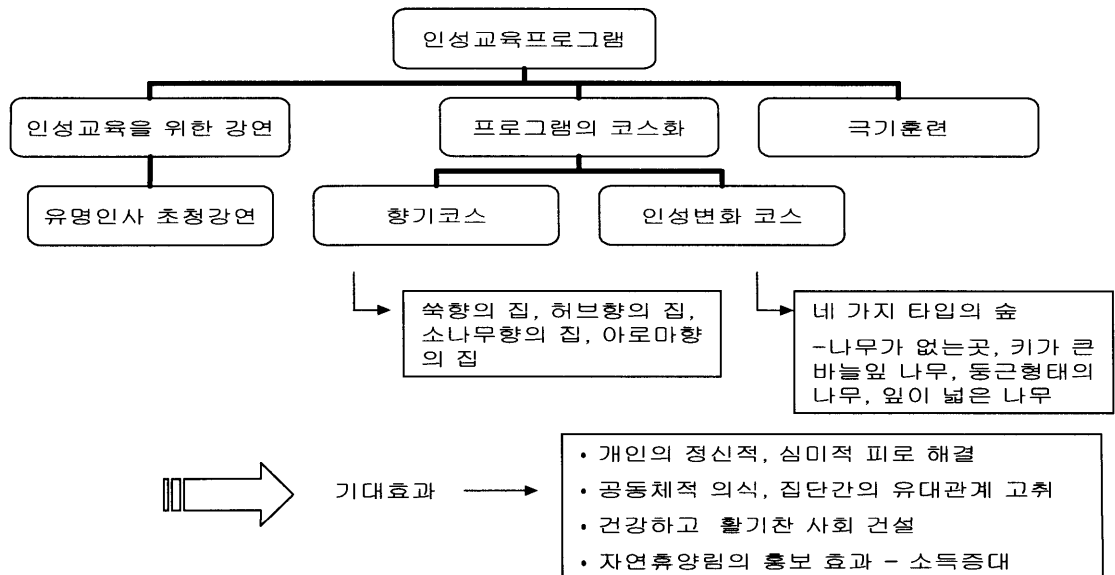 인성교육프로그램
인성교육을 위한 강연
프로그램의 코스화
극기훈련
유명인사 초청강연
향기코스
인성변화 코스
쑥향의 집, 허브향의 집,
소나무향의 집, 아로마향
의 집
네 가지 타입의 숲
-나무가 없는곳, 키가 큰
바늘잎 나무, 둥근형태의
나무, 잎이 넓은 나무
기대효과
• 개인의 정신적, 심미적 피로 해결
• 공동체적 의식, 집단간의 유대관계 고취
• 건강하고 활기찬 사회 건설
• 자연휴양림의 홍보 효과 - 소득증대